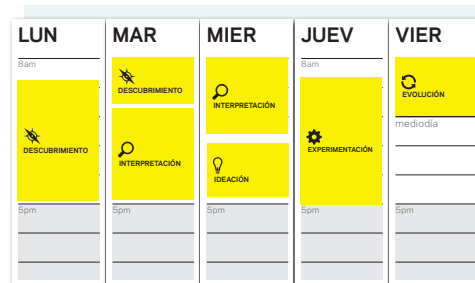 LUN
MAR
MIER
JUEV
VIER
8am
8am
DESCUBRIMIENTO
DESCUBRIMIENTO
INTERPRETACIÓN
INTERPRETACIÓN
IDEACIÓN
EXPERIMENTACIÓN
EVOLUCIÓN
mediodía
5pm
5pm
5pm
5pm
5pm